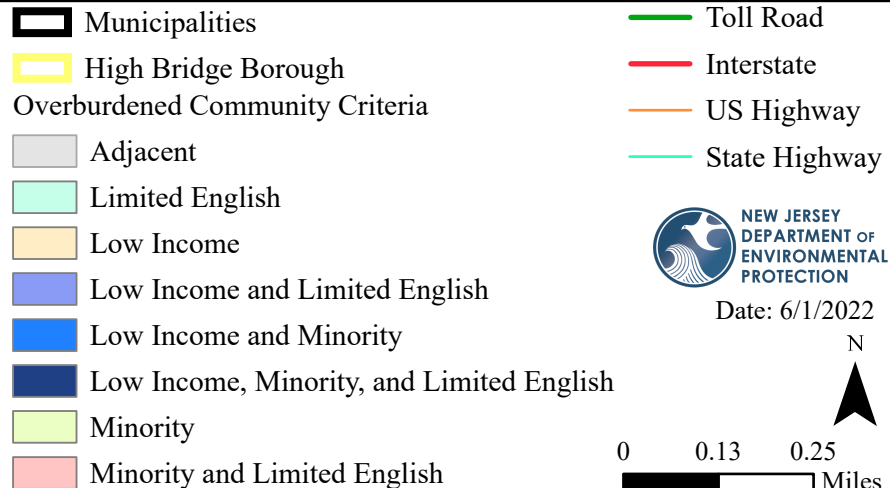 Municipalities
High Bridge Borough
Overburdened Community Criteria
Adjacent
Limited English
Low Income
Low Income and Limited English
Low Income and Minority
Low Income, Minority, and Limited English
Minority
Minority and Limited English
Toll Road
Interstate
US Highway
State Highway
NEW JERSEY
DEPARTMENT OF
ENVIRONMENTAL
PROTECTION
Date: 6/1/2022
N
0 0.13 0.25
Miles